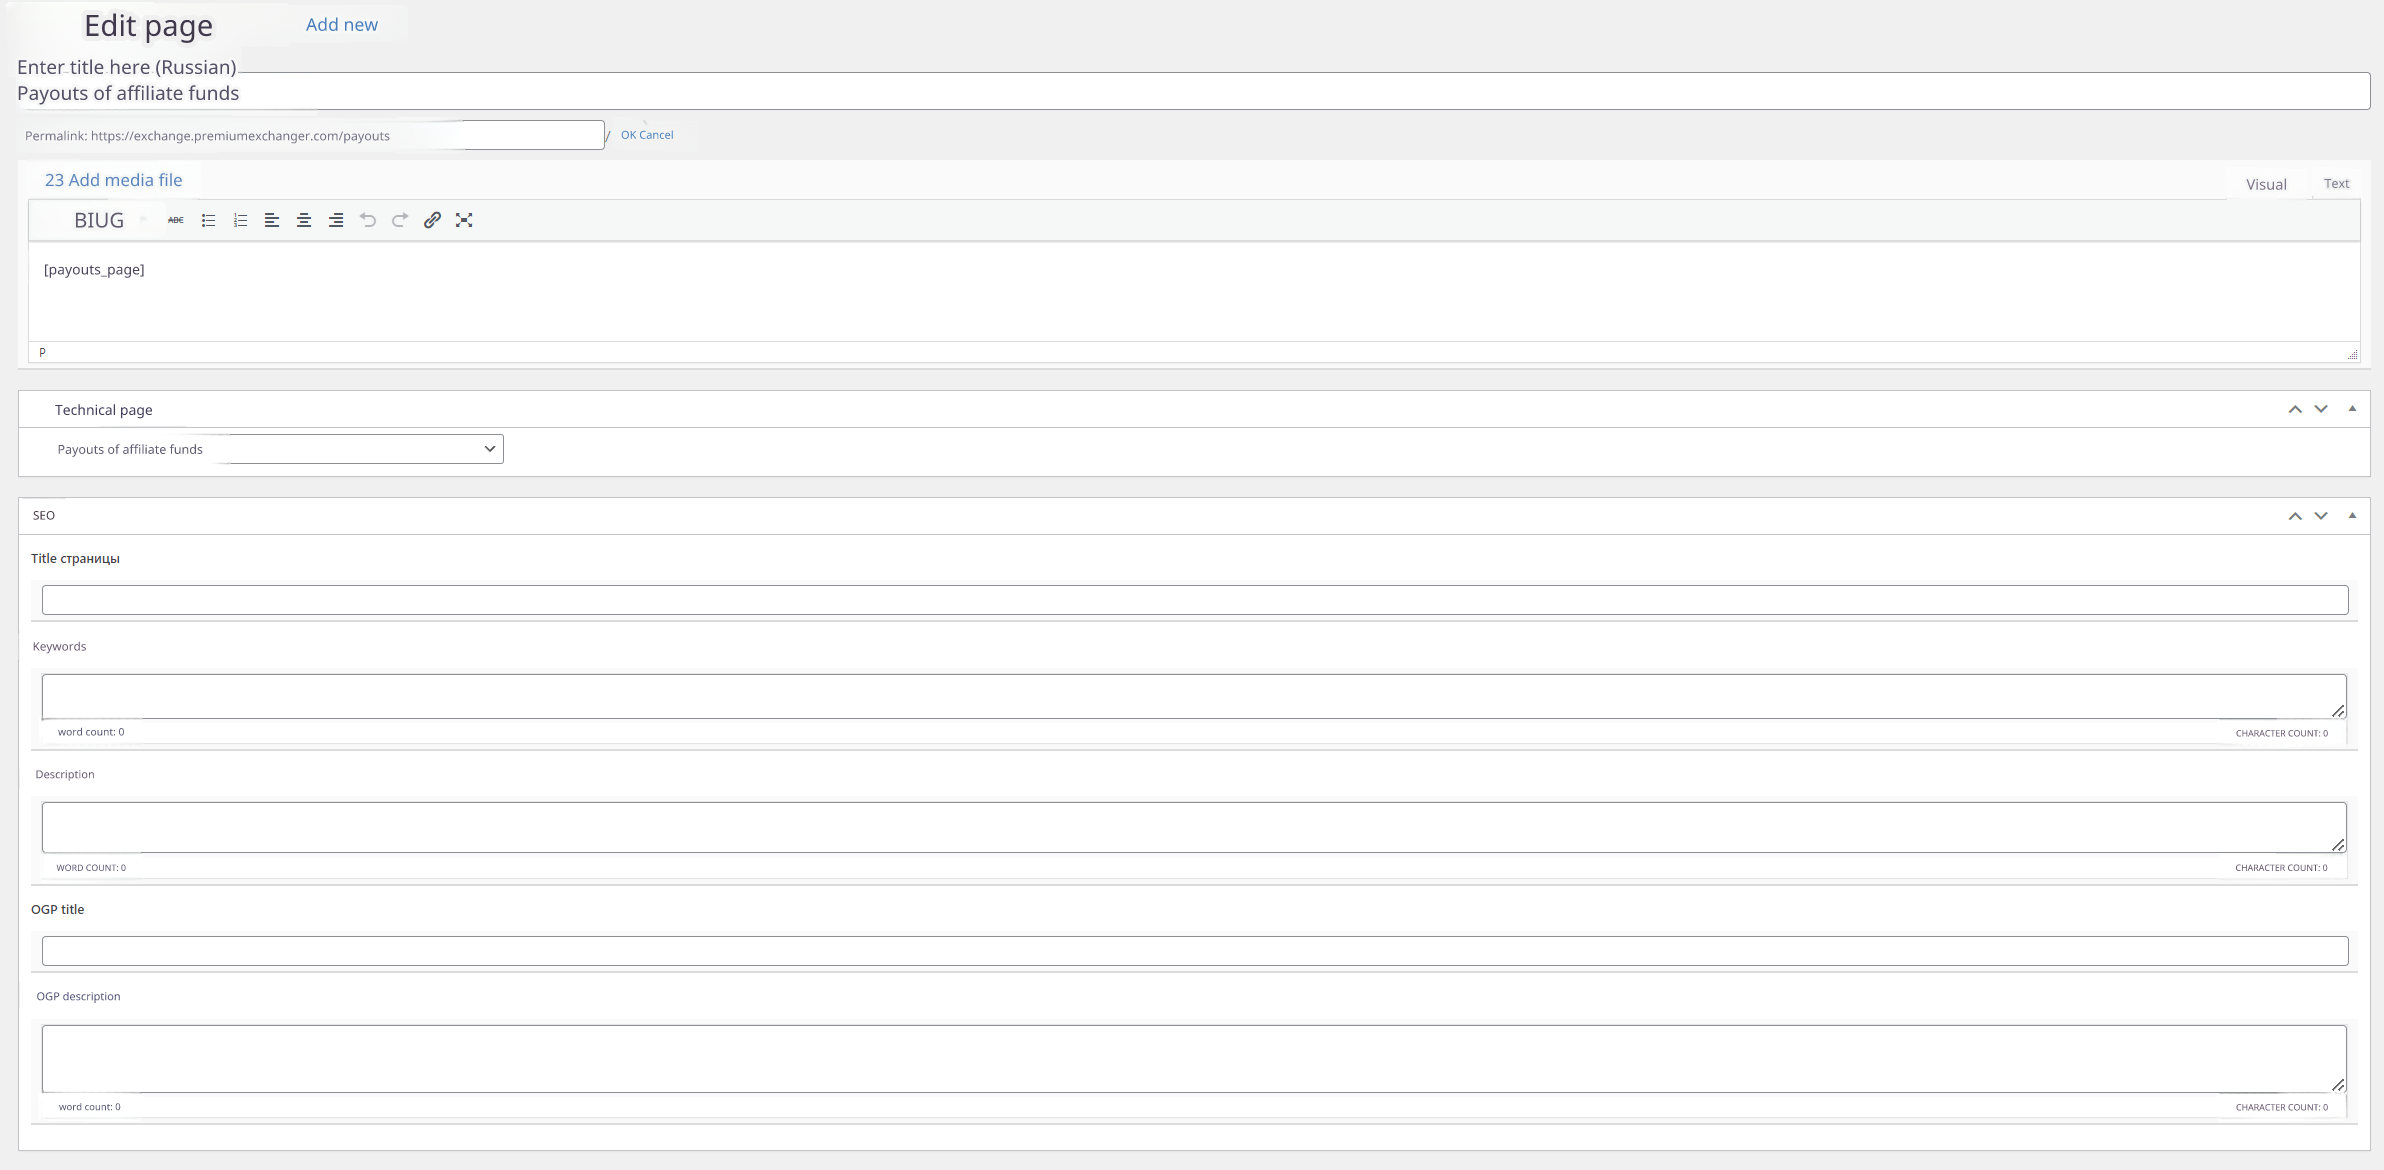 Edit page Add new
Enter title here (Russian)
Payouts of affiliate funds
Permalink: https://exchange.premiumexchanger.com/payouts / OK Cancel
23 Add media file Visual Text
BIUG ABC
[payouts_page]
P
Technical page
Payouts of affiliate funds
SEO
Title страницы
Keywords
word count: 0 CHARACTER COUNT: 0
Description
WORD COUNT: 0 CHARACTER COUNT: 0
OGP title
OGP description
word count: 0 CHARACTER COUNT: 0